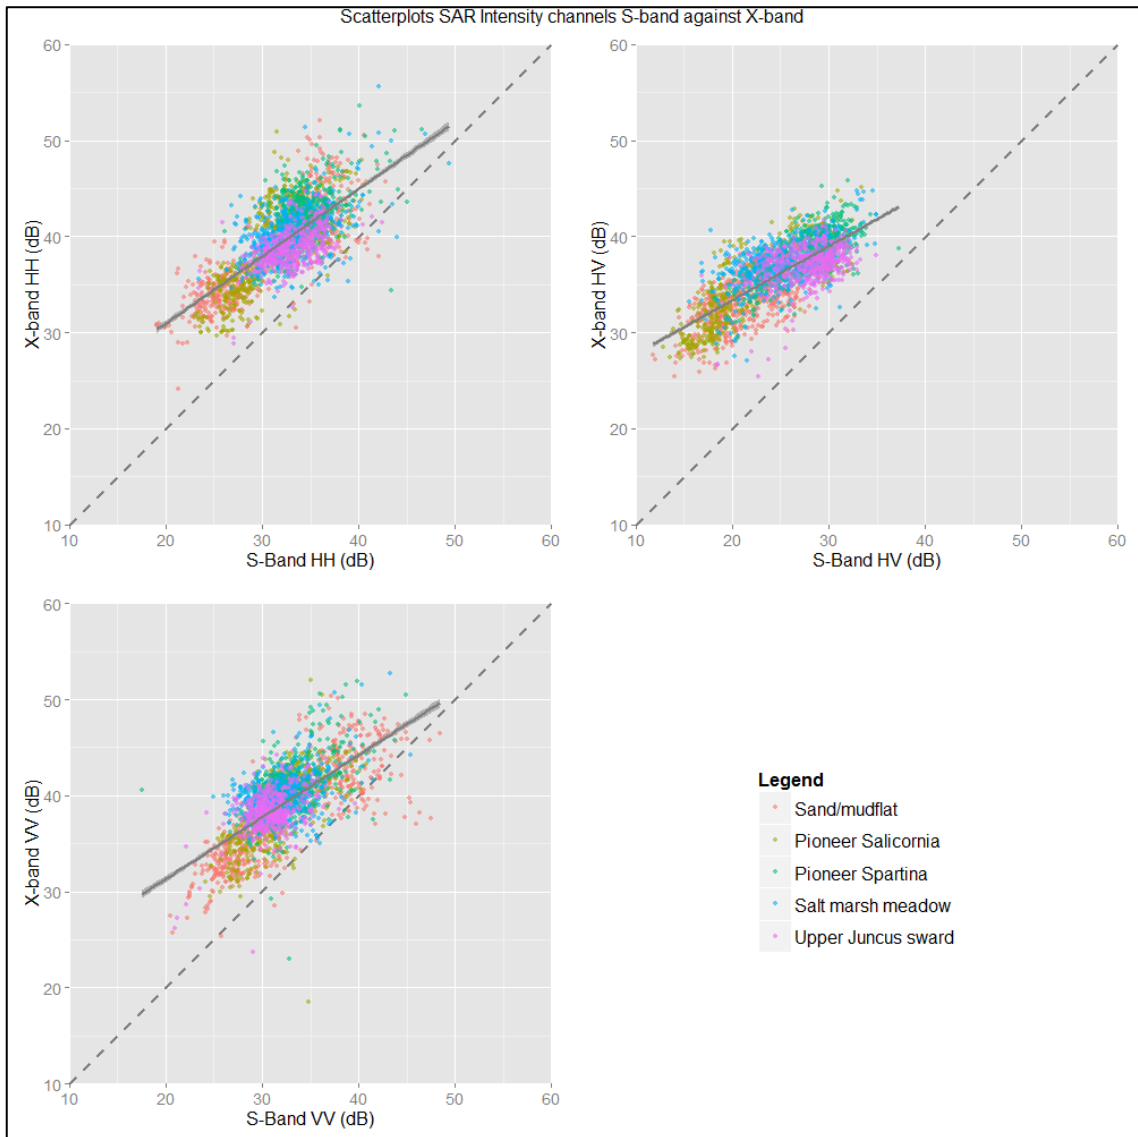 Scatterplots SAR Intensity channels S-band against X-band
60
50
40
30
20
10
X-band HH (dB)
10 20 30 40 50 60
S-Band HH (dB)
60
50
40
30
20
10
X-band HV (dB)
10 20 30 40 50 60
S-Band HV (dB)
60
50
40
30
20
10
X-band VV (dB)
10 20 30 40 50 60
S-Band VV (dB)
Legend
Sand/mudflat
Pioneer Salicornia
Pioneer Spartina
Salt marsh meadow
Upper Juncus sward